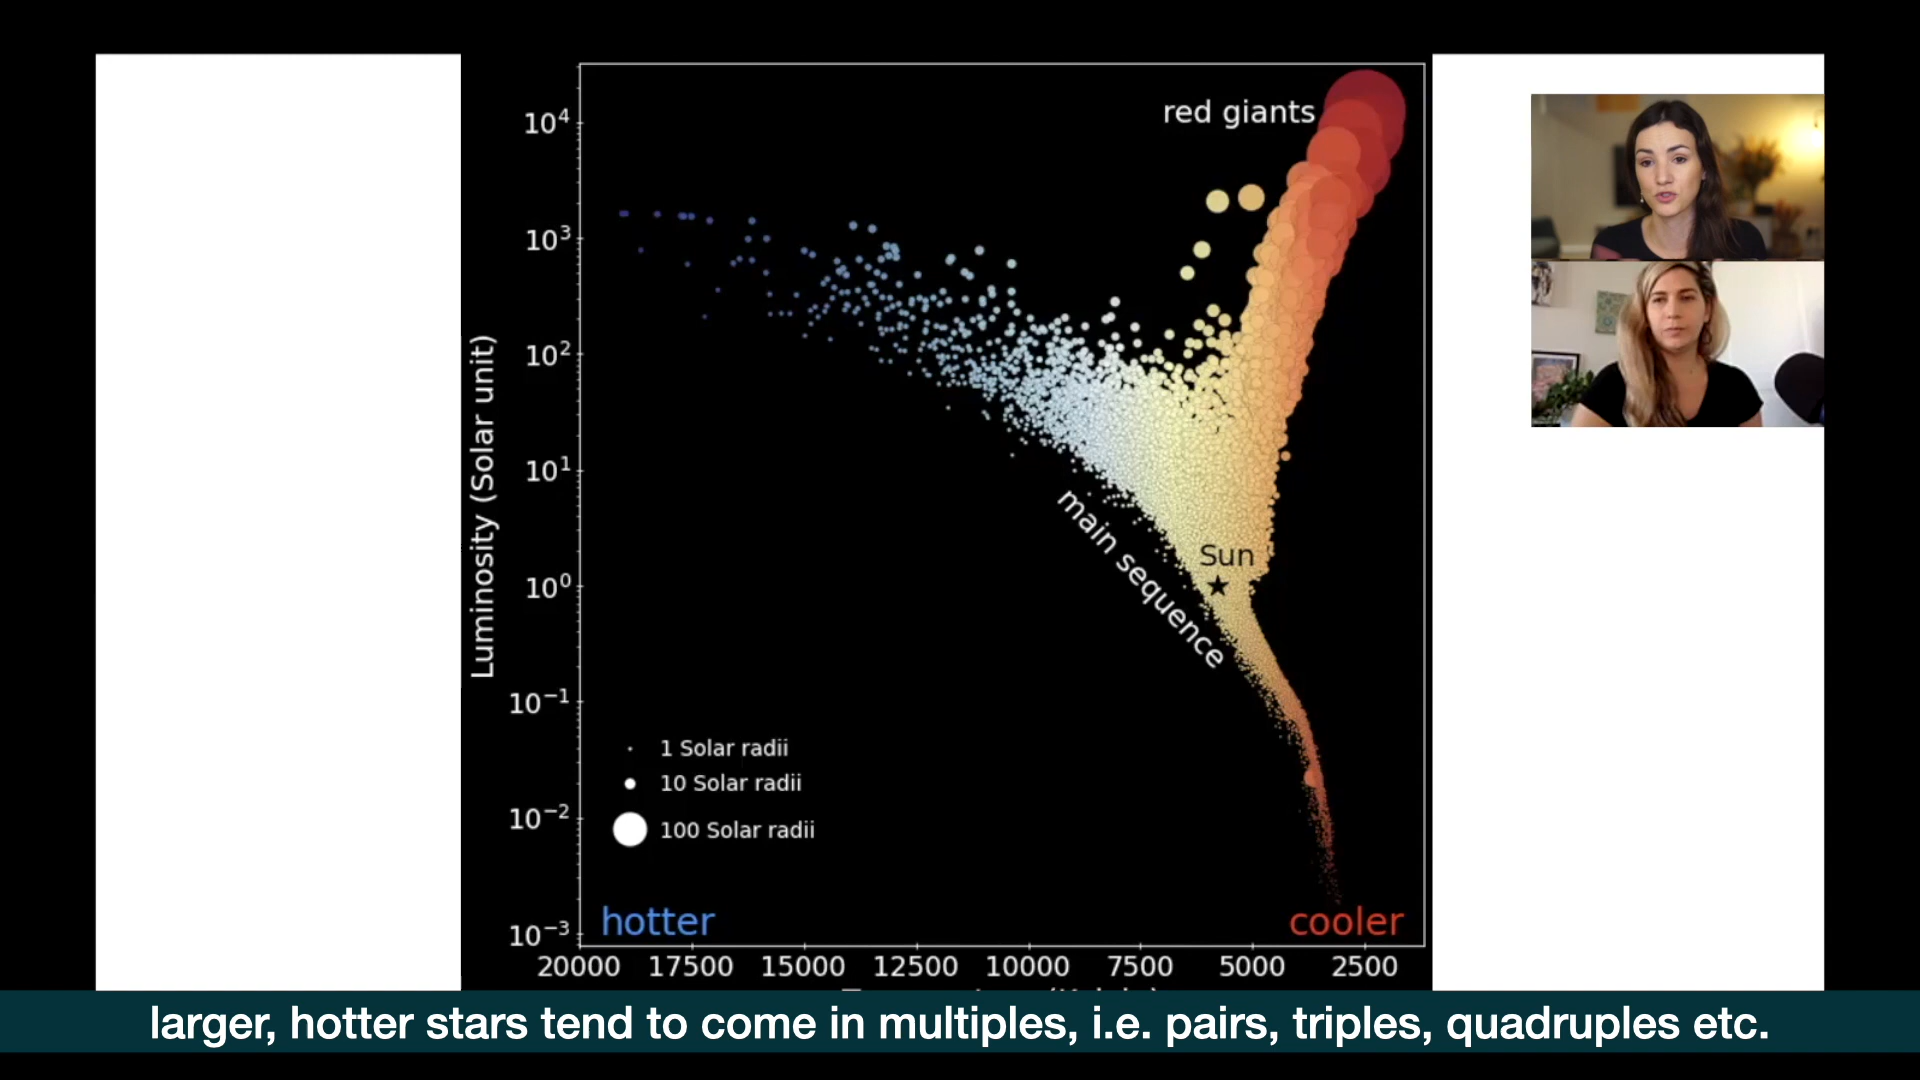 red giants
10⁴
10³
10²
10¹
10⁰
10⁻¹
10⁻²
10⁻³
Luminosity (Solar unit)
main sequence
Sun
1 Solar radii
10 Solar radii
100 Solar radii
hotter
cooler
20000 17500 15000 12500 10000 7500 5000 2500
larger, hotter stars tend to come in multiples, i.e. pairs, triples, quadruples etc.